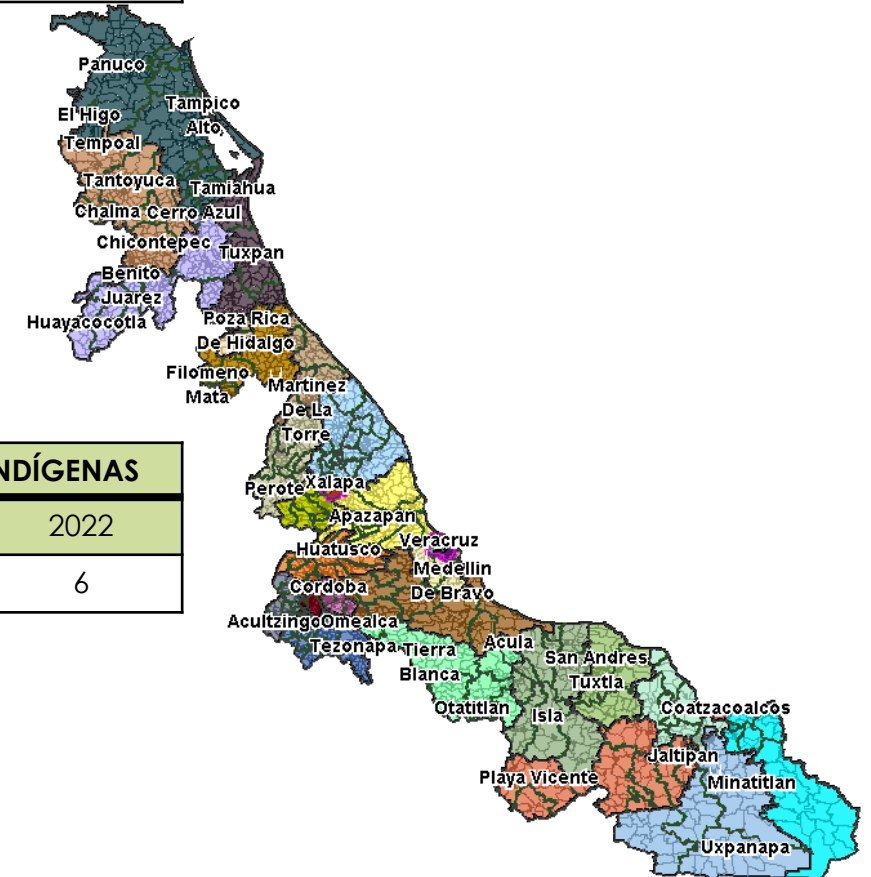 Panuco
Tampico
Alto
El Higo
Tempoal
Tantoyuca
Tamiahua
Chalma
Cerro Azul
Chicontepec
Tuxpan
Benito
Juarez
Huayacocotla
Poza Rica
De Hidalgo
Filomeno
Mata
Martinez
De La
Torre
NDÍGENAS
2022
6
Perote
Xalapa
Apazapan
Veracruz
Huatusco
Medellin
De Bravo
Cordoba
Acultzingo
Omealca
Tezonapa
Tierra
Blanca
Acula
San Andres
Tuxtla
Otatitlan
Isla
Coatzacoalcos
Jaltipan
Playa Vicente
Minatitlan
Uxpanapa